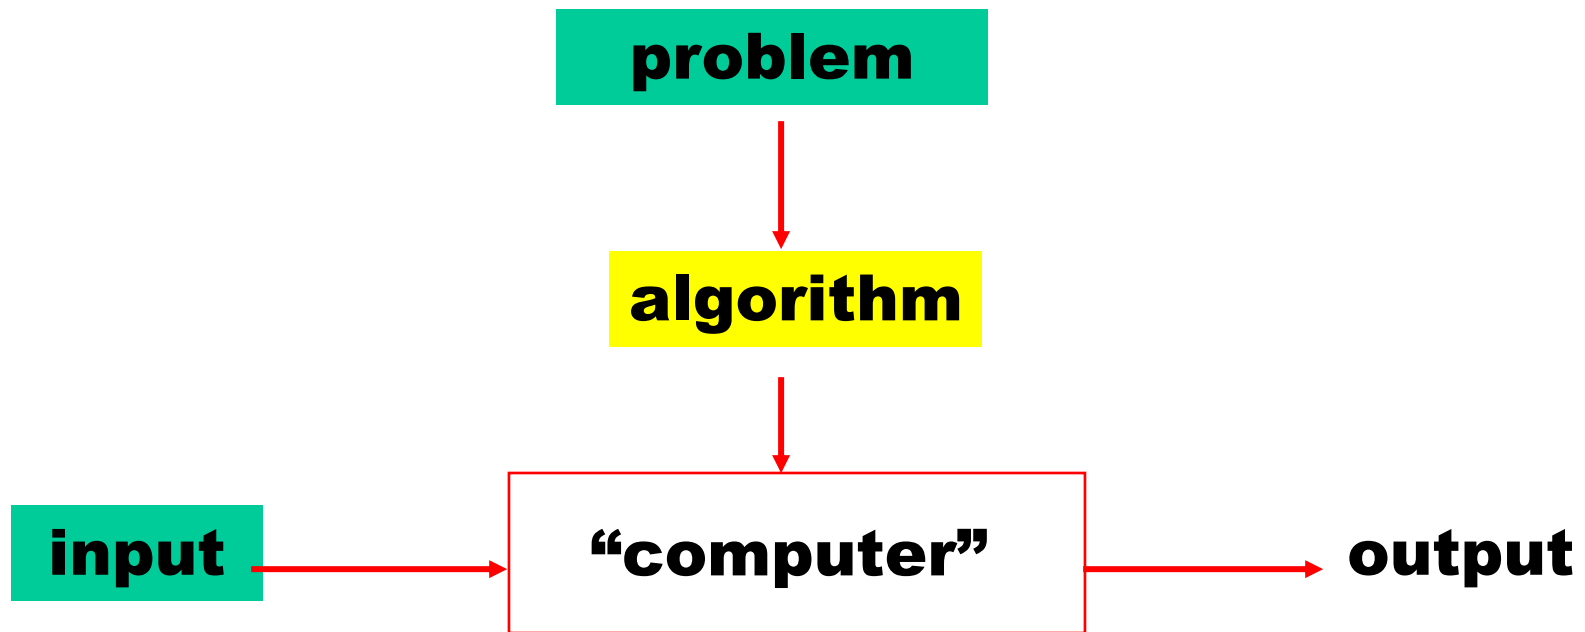 problem
algorithm
input
“computer”
output